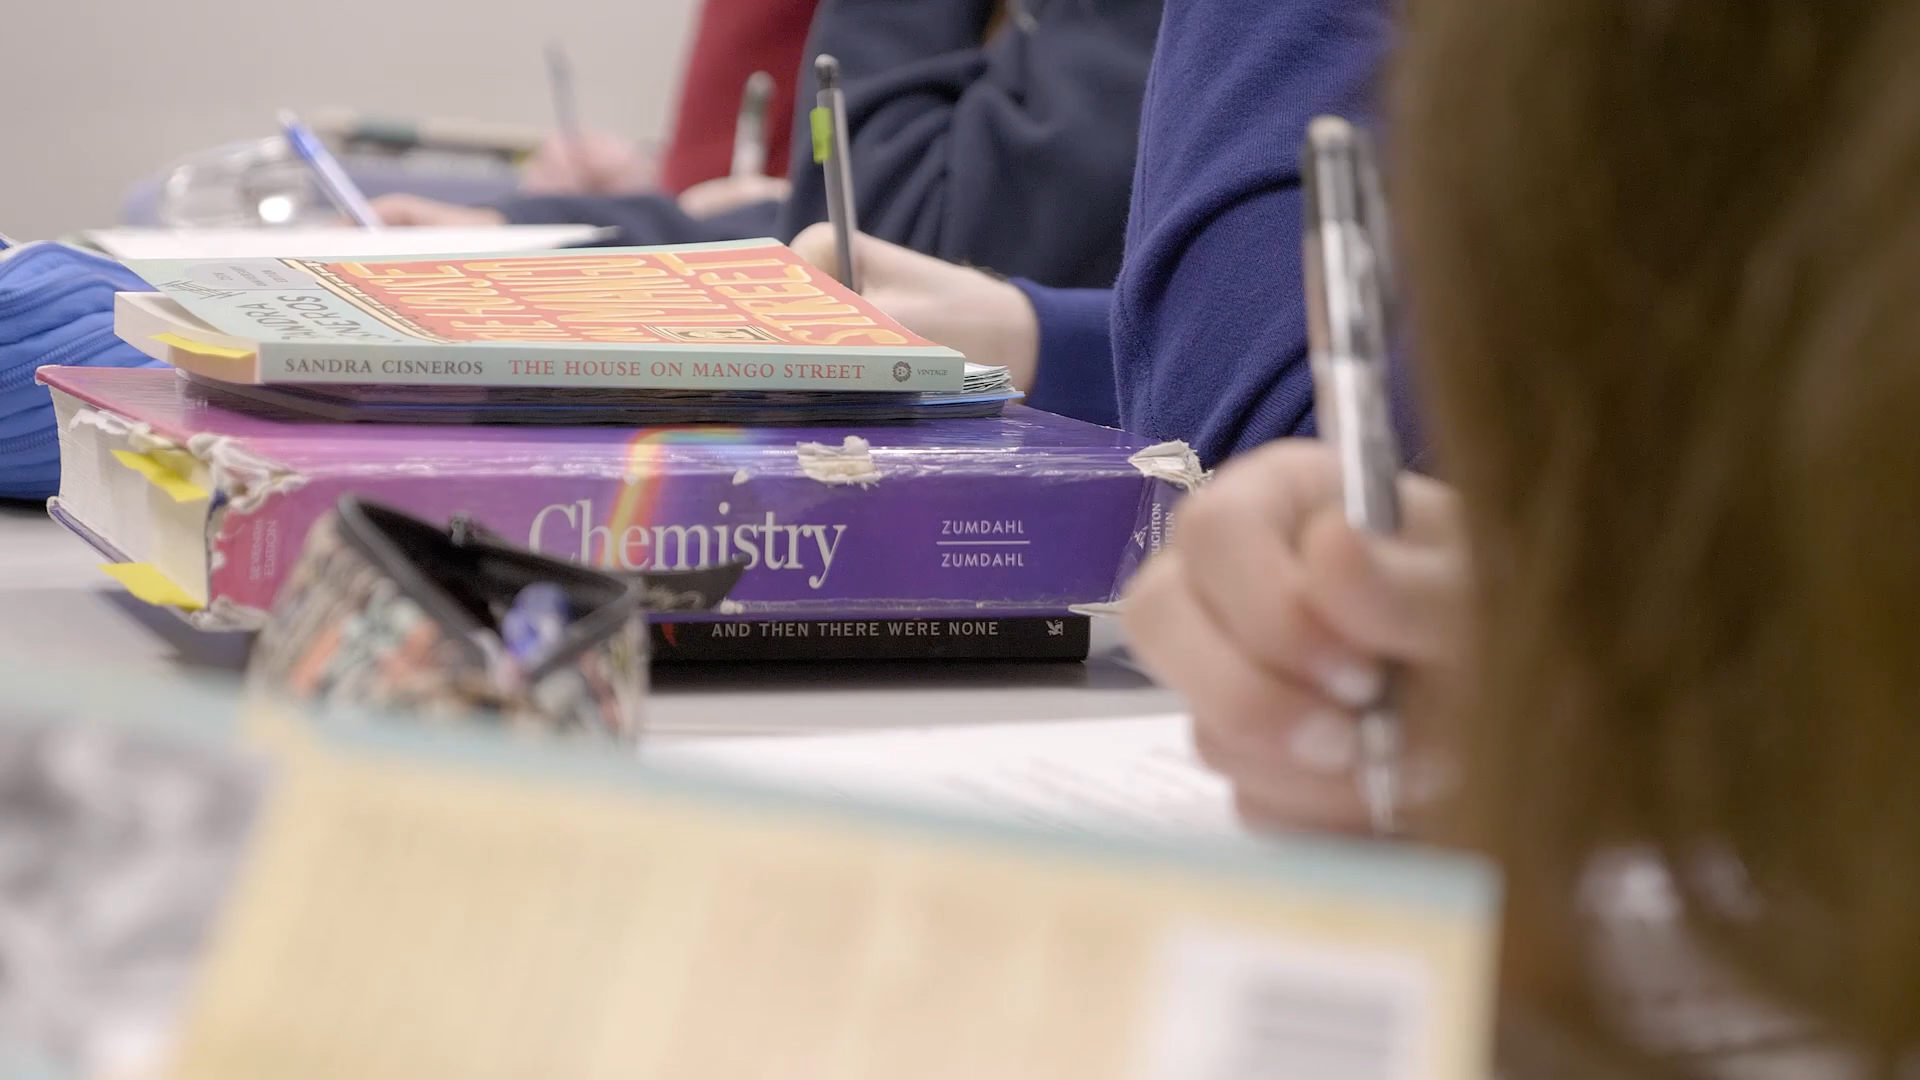 SANDRA CISNEROS THE HOUSE ON MANGO STREET VINTAGE
THE HOUSE
ON MANGO
STREET
SANDRA
CISNEROS
SEVENTH
EDITION
Chemistry
ZUMDAHL
ZUMDAHL
AND THEN THERE WERE NONE